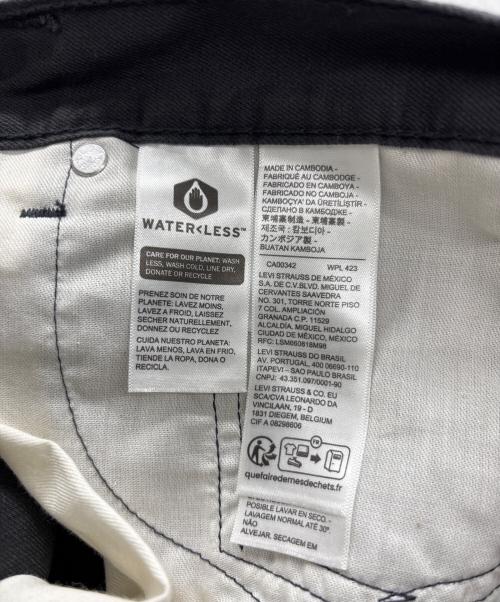 WATER<LESS™
CARE FOR OUR PLANET: WASH
LESS, WASH COLD, LINE DRY,
DONATE OR RECYCLE
PRENEZ SOIN DE NOTRE
PLANETE: LAVEZ MOINS,
LAVEZ A FROID, LAISSEZ
SECHER NATURELLEMENT,
DONNEZ OU RECYCLEZ
CUIDA NUESTRO PLANETA:
LAVA MENOS, LAVA EN FRIO,
TIENDE LA ROPA, DONA O
RECICLA.
MADE IN CAMBODIA -
FABRIQUÉ AU CAMBODGE -
FABRICADO EN CAMBOYA -
FABRICADO NO CAMBOJA -
KAMBOÇYA' DA ÜRETİLİŞTİR -
СДЕЛАНО В КАМБОДЖЕ -
柬埔寨制造 - 柬埔寨製 -
제조국 : 캄보디아 -
カンボジア製 -
BUATAN KAMBOJA
CA00342 WPL 423
LEVI STRAUSS DE MÉXICO
S.A. DE C.V.BLVD. MIGUEL DE
CERVANTES SAAVEDRA
NO. 301, TORRE NORTE PISO
7 COL. AMPLIACIÓN
GRANADA C.P. 11529
ALCALDÍA. MIGUEL HIDALGO
CIUDAD DE MÉXICO, MÉXICO
RFC: LSM850818M98
LEVI STRAUSS DO BRASIL
AV. PORTUGAL, 400 06690-110
ITAPEVI – SAO PAULO BRASIL
CNPJ: 43.351.097/0001-90
LEVI STRAUSS & CO. EU
SCA/CVA LEONARDO DA
VINCILAAN, 19 - D
1831 DIEGEM, BELGIUM
CIF A 08298606
FR
quefairedemesdechets.fr
POSIBLE LAVAR EN SECO. -
LAVAGEM NORMAL ATÉ 30°
NÃO
ALVEJAR. SECAGEM EM